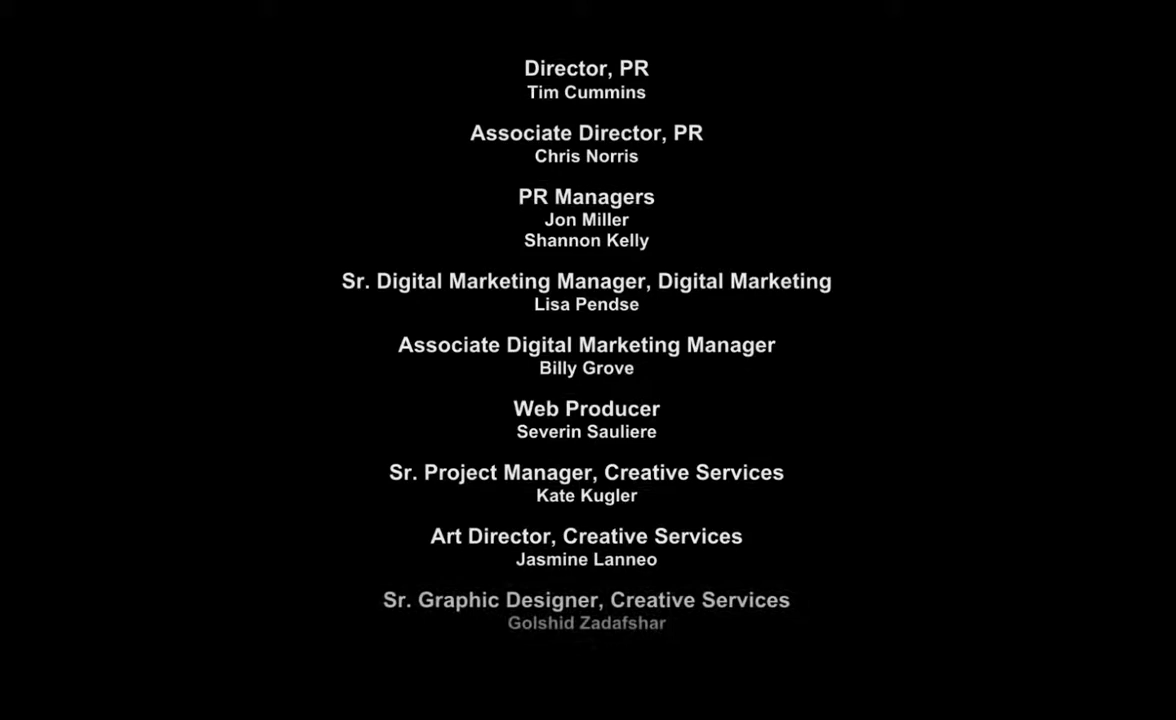 Director, PR
Tim Cummins
Associate Director, PR
Chris Norris
PR Managers
Jon Miller
Shannon Kelly
Sr. Digital Marketing Manager, Digital Marketing
Lisa Pendse
Associate Digital Marketing Manager
Billy Grove
Web Producer
Severin Sauliere
Sr. Project Manager, Creative Services
Kate Kugler
Art Director, Creative Services
Jasmine Lanneo
Sr. Graphic Designer, Creative Services
Golshid Zadafshar